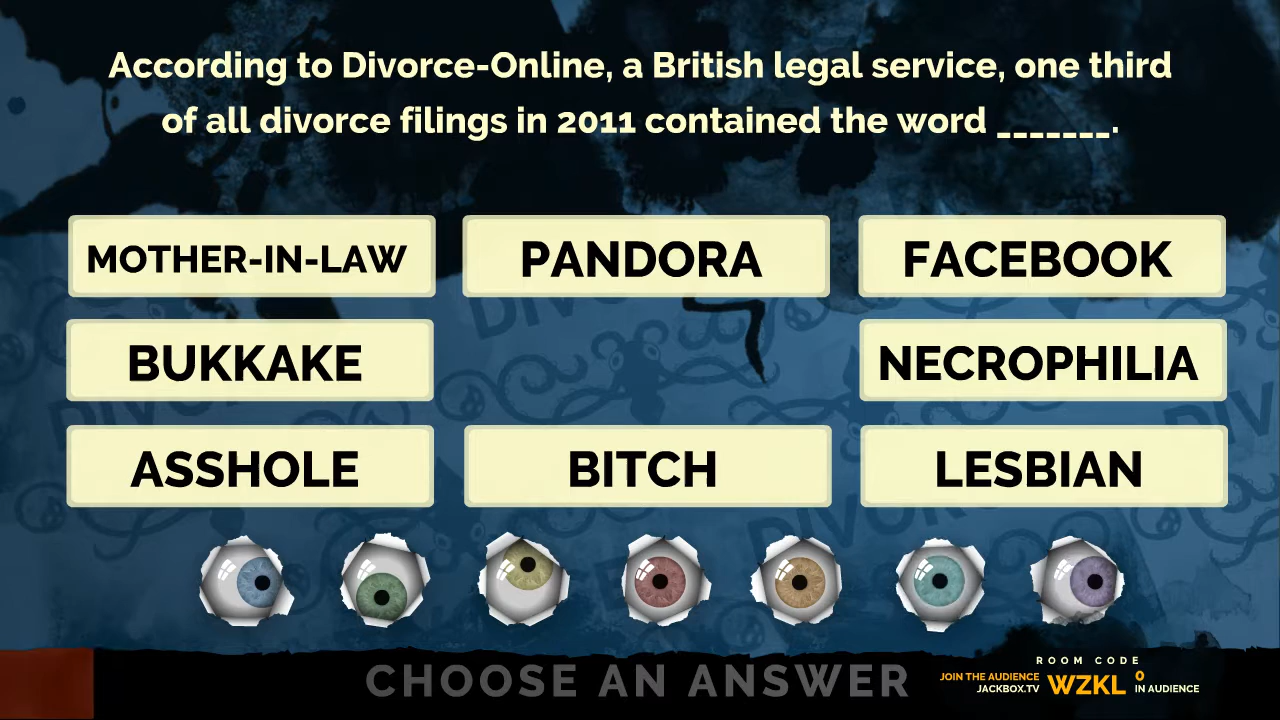 According to Divorce-Online, a British legal service, one third
of all divorce filings in 2011 contained the word _______.
MOTHER-IN-LAW
PANDORA
FACEBOOK
BUKKAKE
NECROPHILIA
ASSHOLE
BITCH
LESBIAN
CHOOSE AN ANSWER
ROOM CODE
JOIN THE AUDIENCE
JACKBOX.TV
WZKL
0
IN AUDIENCE